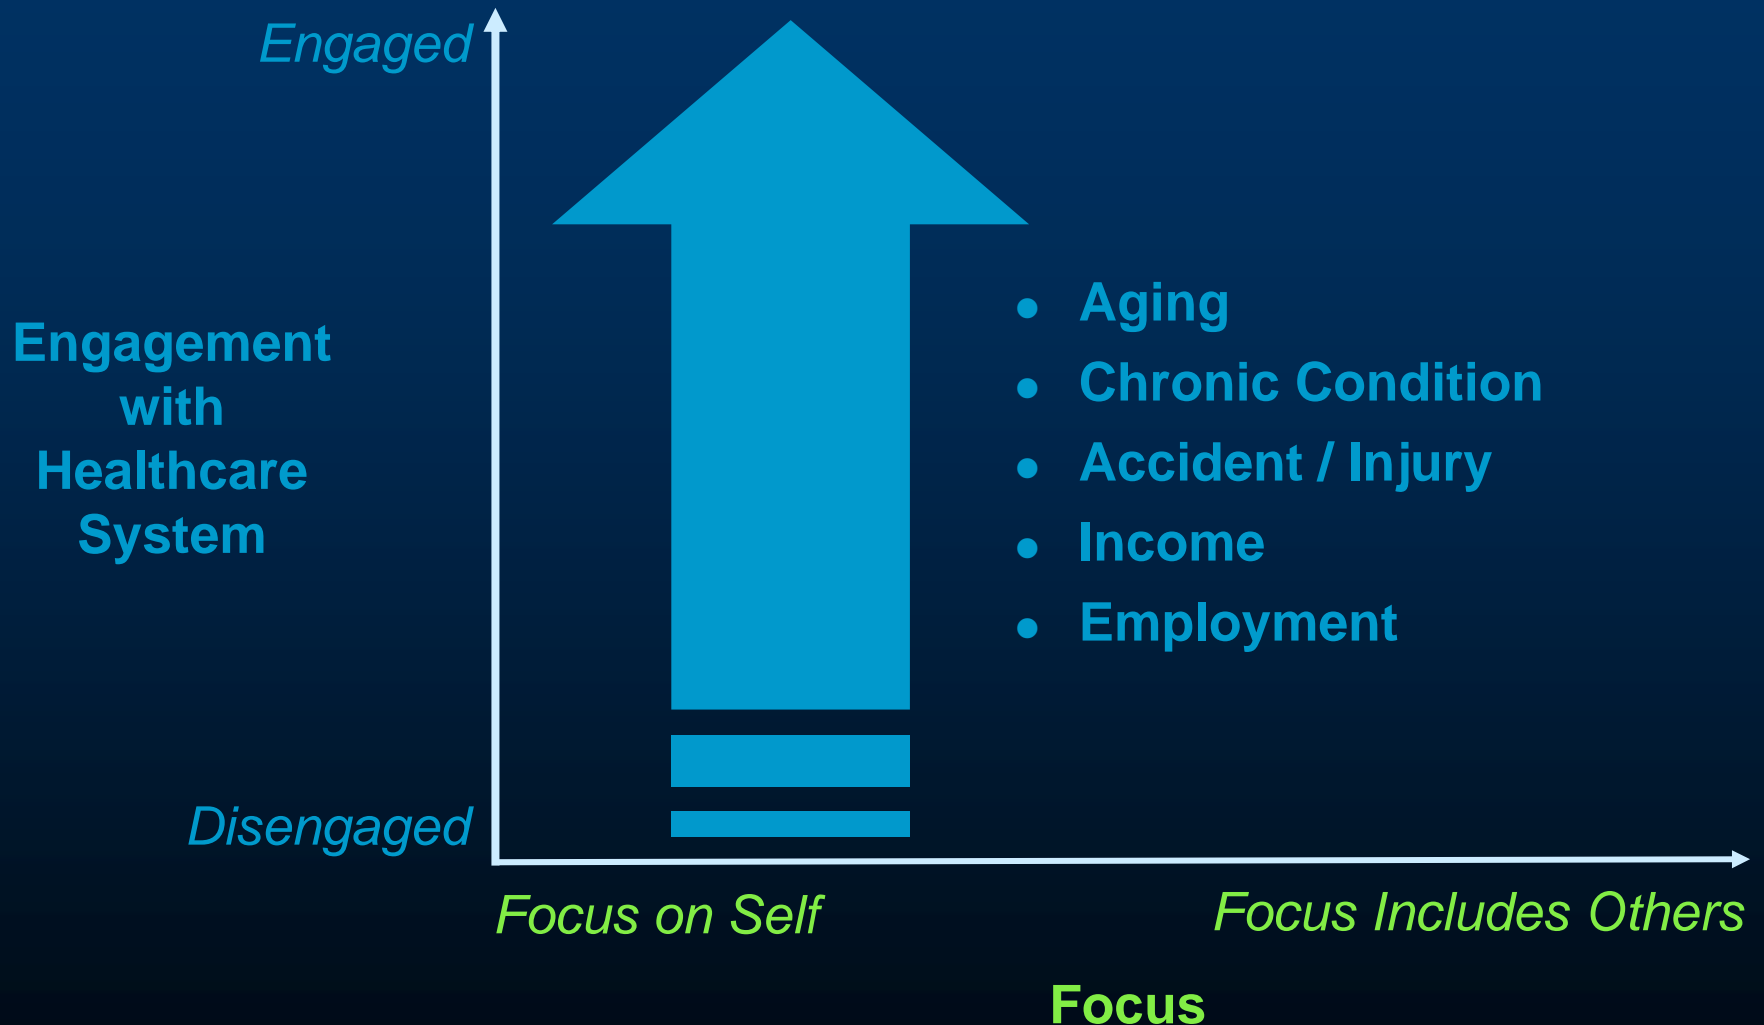 Engaged
Engagement
with
Healthcare
System
● Aging
● Chronic Condition
● Accident / Injury
● Income
● Employment
Disengaged
Focus on Self
Focus Includes Others
Focus